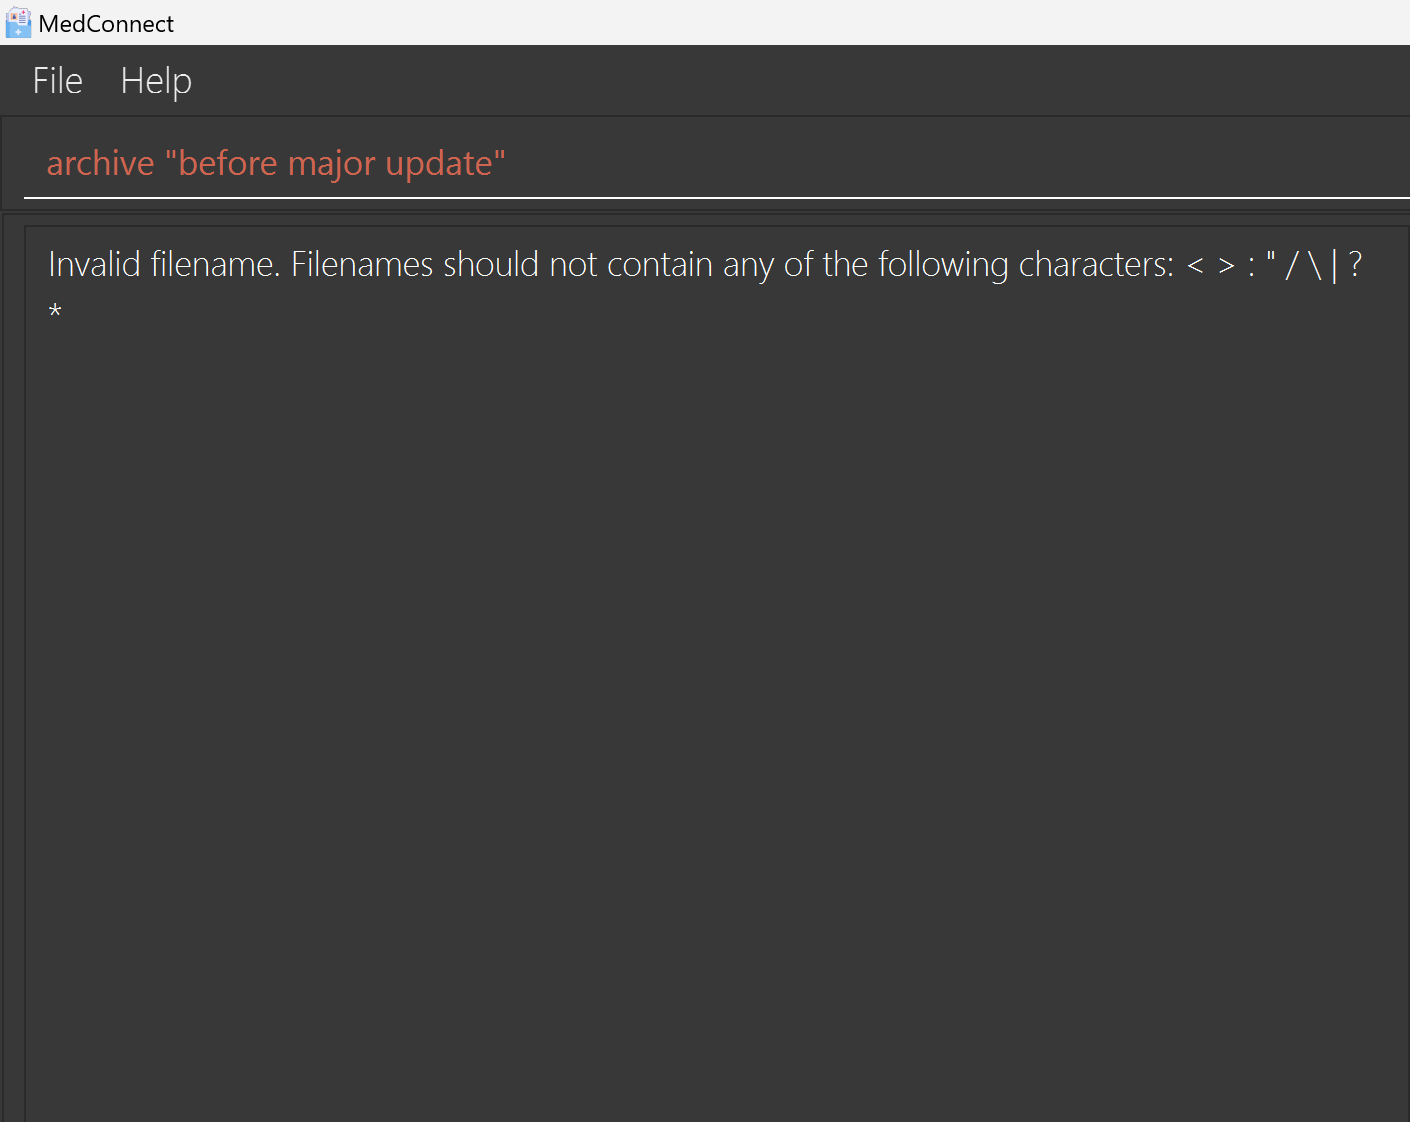 MedConnect
File Help
archive "before major update"
Invalid filename. Filenames should not contain any of the following characters: < > : " / \ | ?
*